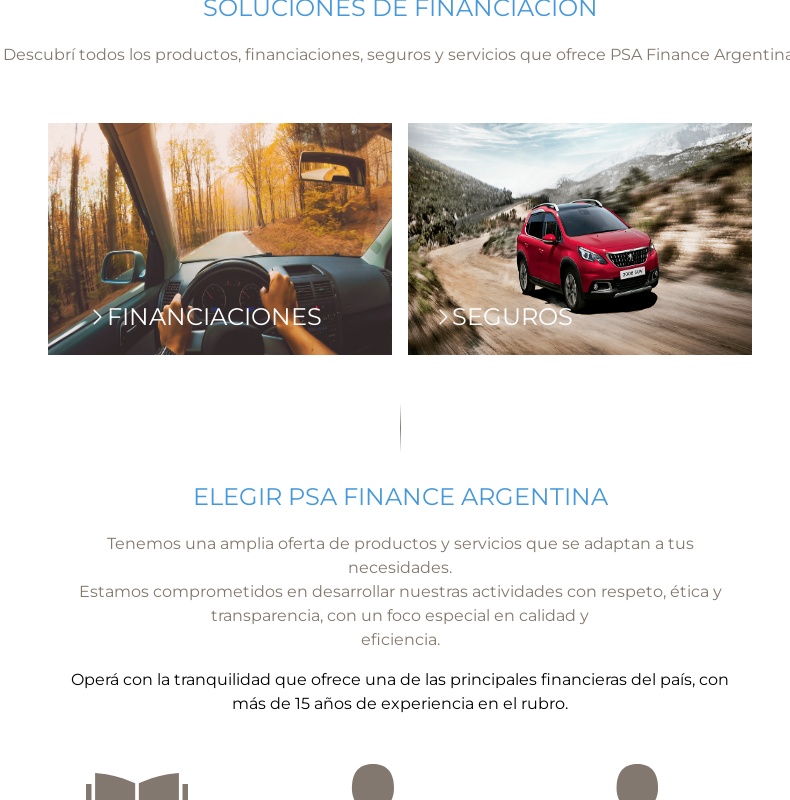 SOLUCIONES DE FINANCIACIÓN
Descubrí todos los productos, financiaciones, seguros y servicios que ofrece PSA Finance Argentina
FINANCIACIONES
2008 SUV
SEGUROS
ELEGIR PSA FINANCE ARGENTINA
Tenemos una amplia oferta de productos y servicios que se adaptan a tus
necesidades.
Estamos comprometidos en desarrollar nuestras actividades con respeto, ética y
transparencia, con un foco especial en calidad y
eficiencia.
Operá con la tranquilidad que ofrece una de las principales financieras del país, con
más de 15 años de experiencia en el rubro.